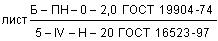 лист Б – ПН – 0 – 2,0 ГОСТ 19904-74
5 – IV – Н – 20 ГОСТ 16523-97